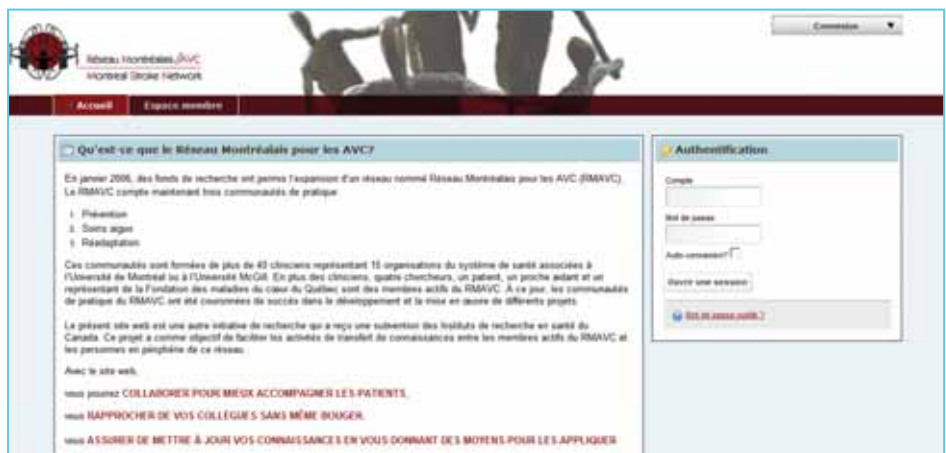 Connexion
Réseau Montréalais /AVC
Montreal Stroke Network
Accueil Espace membre
Qu'est-ce que le Réseau Montréalais pour les AVC?
En janvier 2006, des fonds de recherche ont permis l'expansion d'un réseau nommé Réseau Montréalais pour les AVC (RMAVC).
Le RMAVC compte maintenant trois communautés de pratique
1. Prévention
2. Soins aigus
3. Réadaptation
Ces communautés sont formées de plus de 40 cliniciens représentant 15 organisations du système de santé associées à
l'Université de Montréal ou à l'Université McGill. En plus des cliniciens, quatre chercheurs, un patient, un proche aidant et un
représentant de la Fondation des maladies du cœur du Québec sont des membres actifs du RMAVC. À ce jour, les communautés
de pratique du RMAVC ont été couronnées de succès dans le développement et la mise en œuvre de différents projets.
Le présent site web est une autre initiative de recherche qui a reçu une subvention des Instituts de recherche en santé du
Canada. Ce projet a comme objectif de faciliter les activités de transfert de connaissances entre les membres actifs du RMAVC et
les personnes en périphérie de ce réseau.
Avec le site web,
vous pourrez COLLABORER POUR MIEUX ACCOMPAGNER LES PATIENTS,
vous RAPPROCHER DE VOS COLLÈGUES SANS MÊME BOUGER,
vous ASSURER DE METTRE À JOUR VOS CONNAISSANCES EN VOUS DONNANT DES MOYENS POUR LES APPLIQUER
Authentification
Compte
Mot de passe
Auto-connexion?
Ouvrir une session
Mot de passe oublié ?